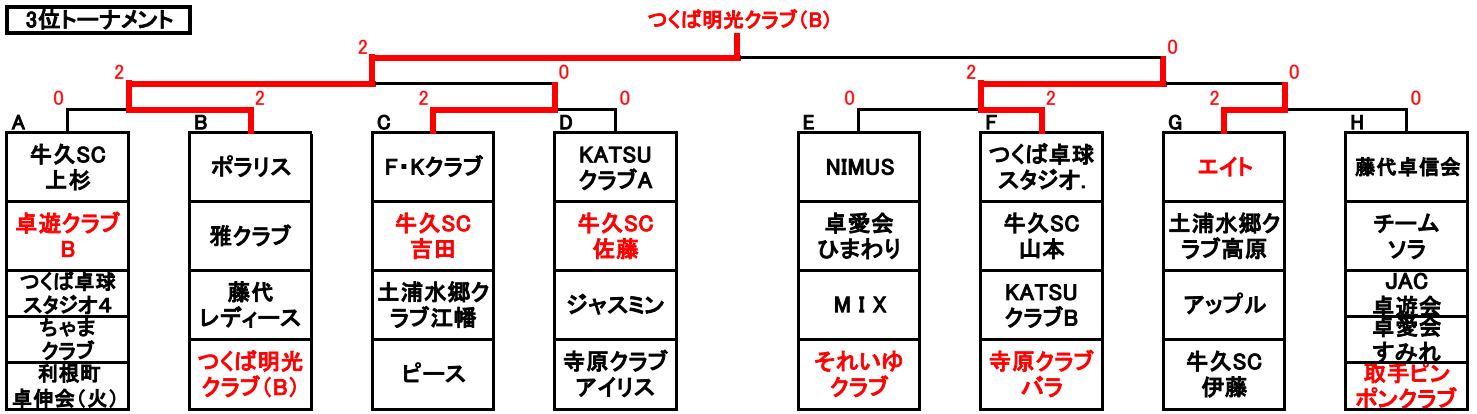 3位トーナメント
つくば明光クラブ（B）
2
0
2
0
2
0
0
2
2
0
0
2
2
0
A
B
C
D
E
F
G
H
牛久SC
上杉
卓遊クラブ
B
つくば卓球
スタジオ4
ちゃま
クラブ
利根町
卓伸会（火）
ポラリス
雅クラブ
藤代
レディース
つくば明光
クラブ（B）
F・Kクラブ
牛久SC
吉田
土浦水郷ク
ラブ江幡
ピース
KATSU
クラブA
牛久SC
佐藤
ジャスミン
寺原クラブ
アイリス
NIMUS
卓愛会
ひまわり
ＭＩＸ
それいゆ
クラブ
つくば卓球
スタジオ.
牛久SC
山本
KATSU
クラブB
寺原クラブ
バラ
エイト
土浦水郷ク
ラブ高原
アップル
牛久SC
伊藤
藤代卓信会
チーム
ソラ
JAC
卓遊会
卓愛会
すみれ
取手ピン
ポンクラブ